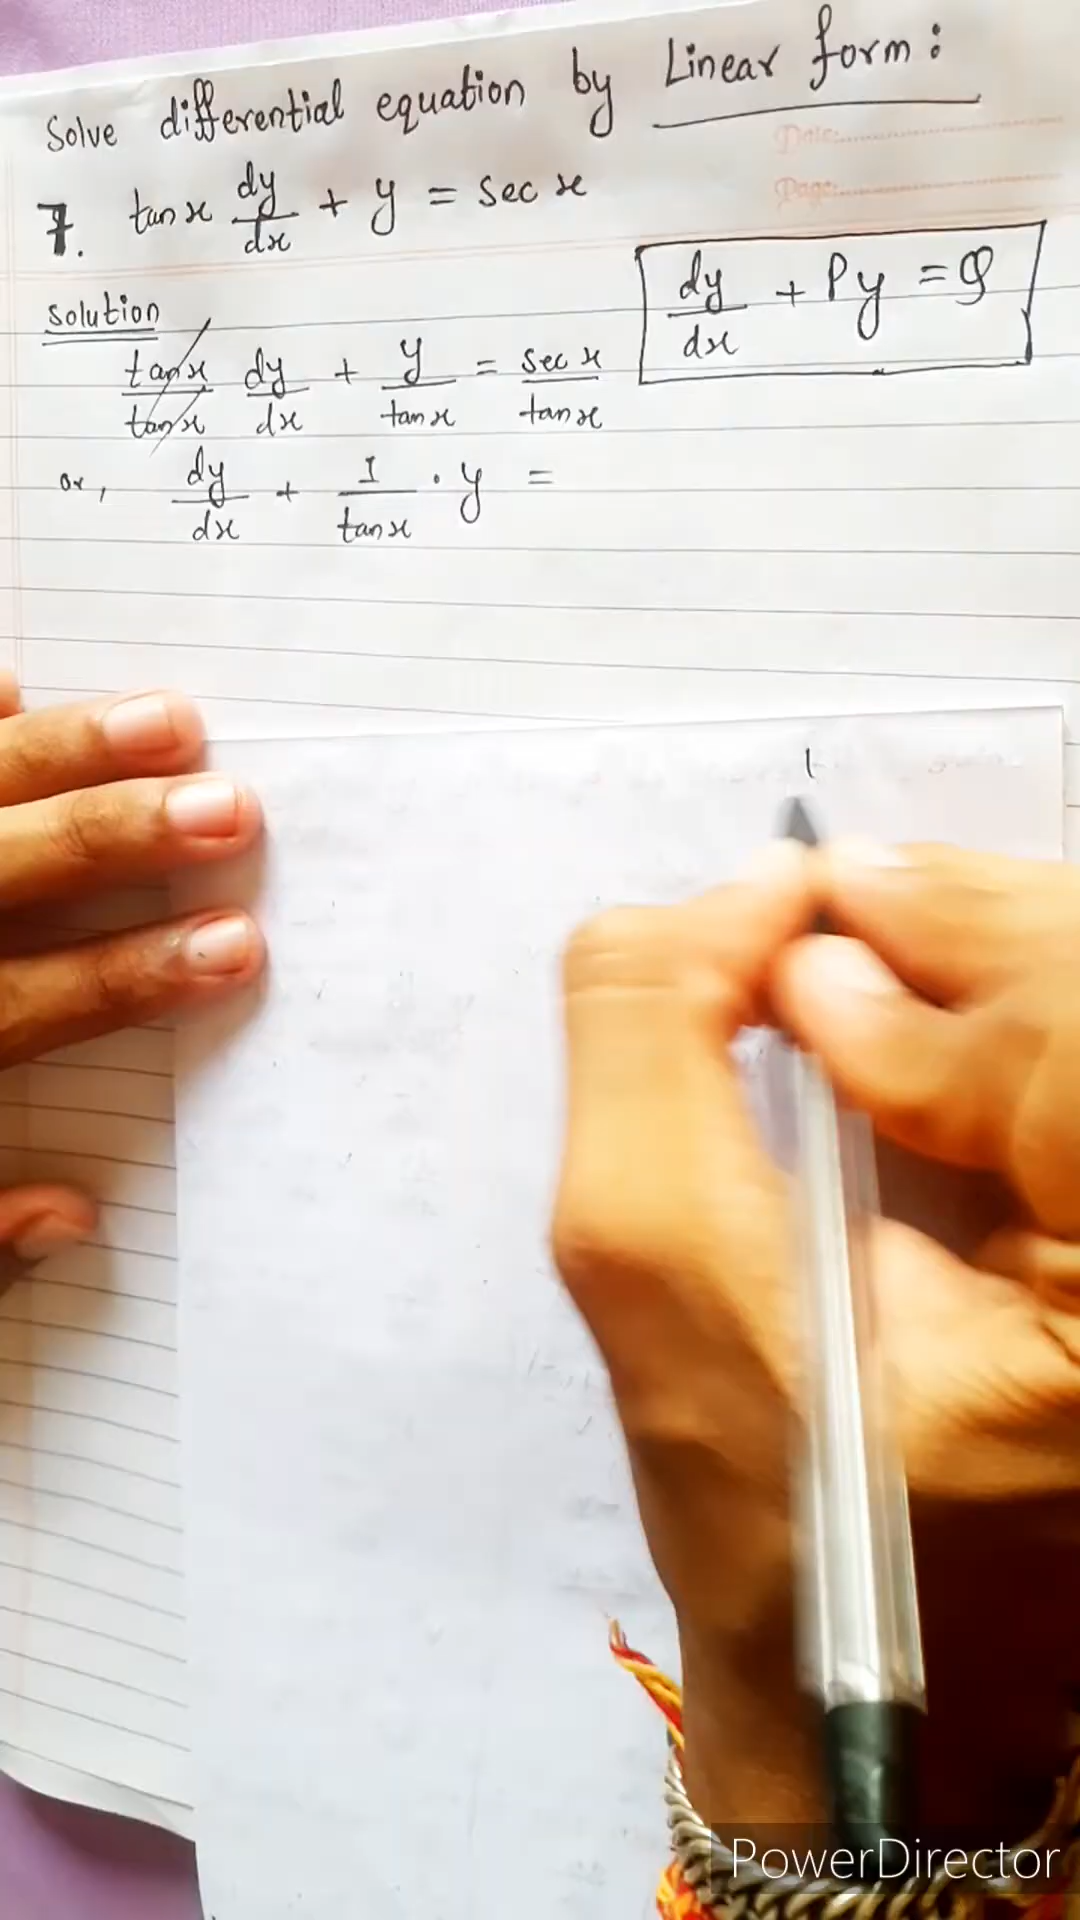 Solve differential equation by Linear form:
Date:
Page:
7. tan x dy/dx + y = sec x
dy/dx + Py = Q
Solution
tan x/tan x dy/dx + y/tan x = sec x/tan x
or, dy/dx + 1/tan x . y =
PowerDirector